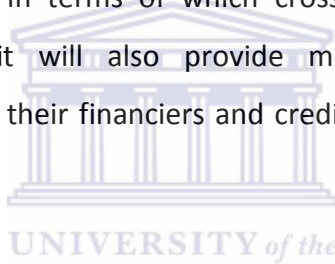 in terms of which cross
it will also provide m
their financiers and credi
UNIVERSITY of the